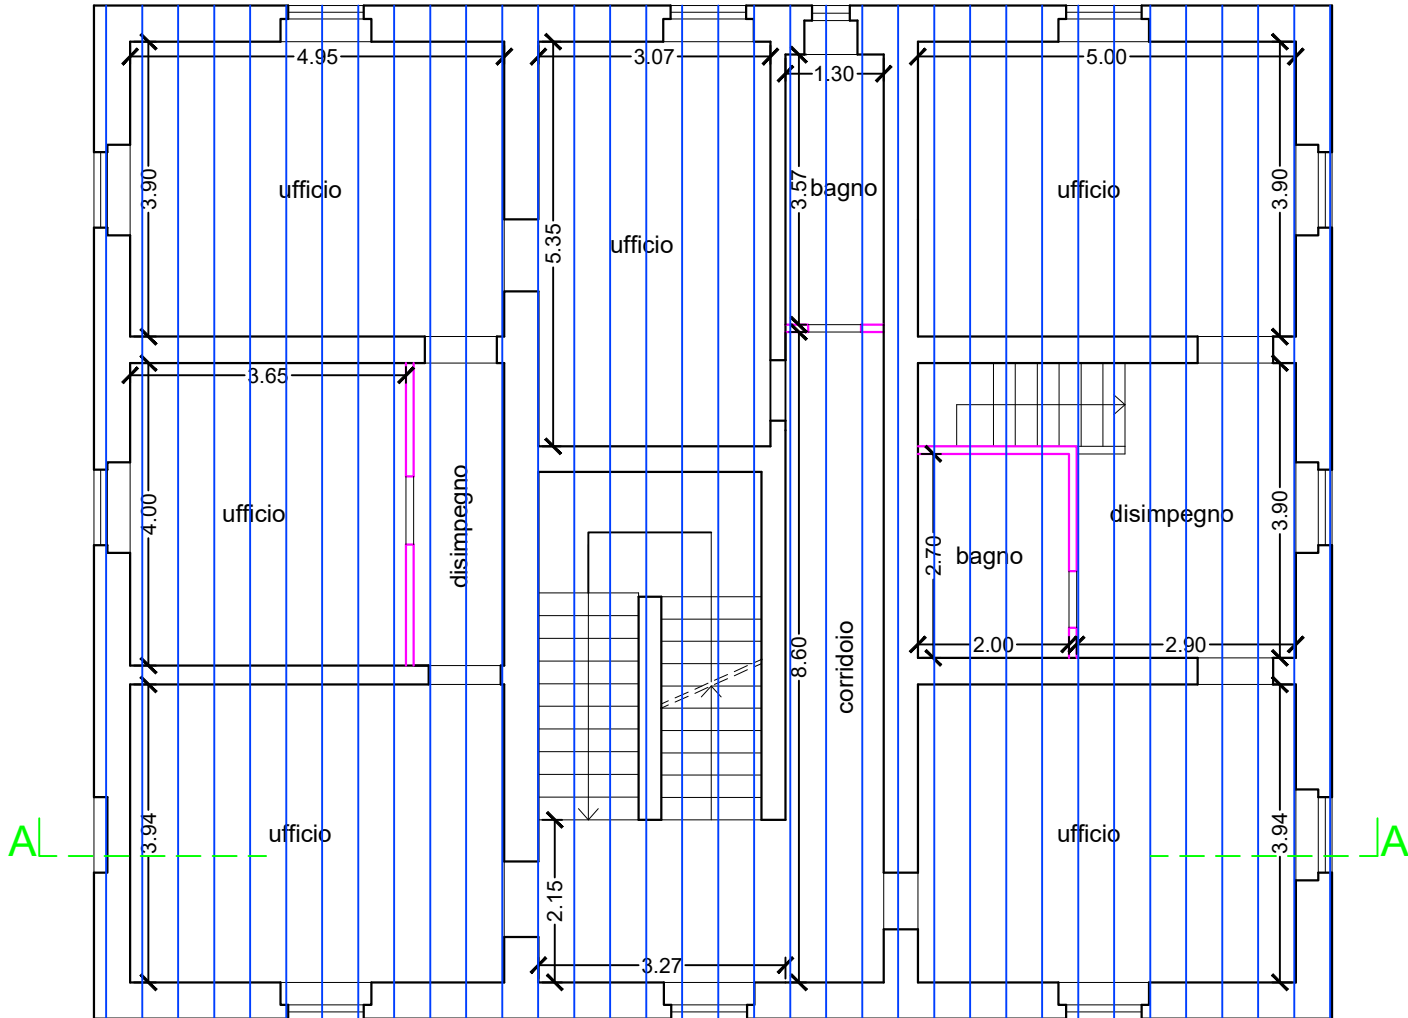 4.95
3.07
1.30
5.00
3.90
ufficio
5.35
ufficio
3.57
bagno
ufficio
3.90
3.65
4.00
ufficio
disimpegno
disimpegno
3.90
2.70
bagno
2.00
2.90
8.60
corridoio
A
3.94
ufficio
ufficio
3.94
A
2.15
3.27